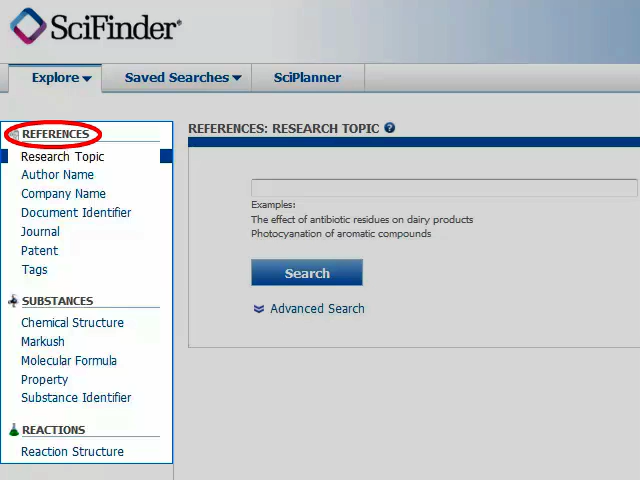 SciFinder®
Explore Saved Searches SciPlanner
REFERENCES
Research Topic
Author Name
Company Name
Document Identifier
Journal
Patent
Tags
SUBSTANCES
Chemical Structure
Markush
Molecular Formula
Property
Substance Identifier
REACTIONS
Reaction Structure
REFERENCES: RESEARCH TOPIC ?
Examples:
The effect of antibiotic residues on dairy products
Photocyanation of aromatic compounds
Search
Advanced Search